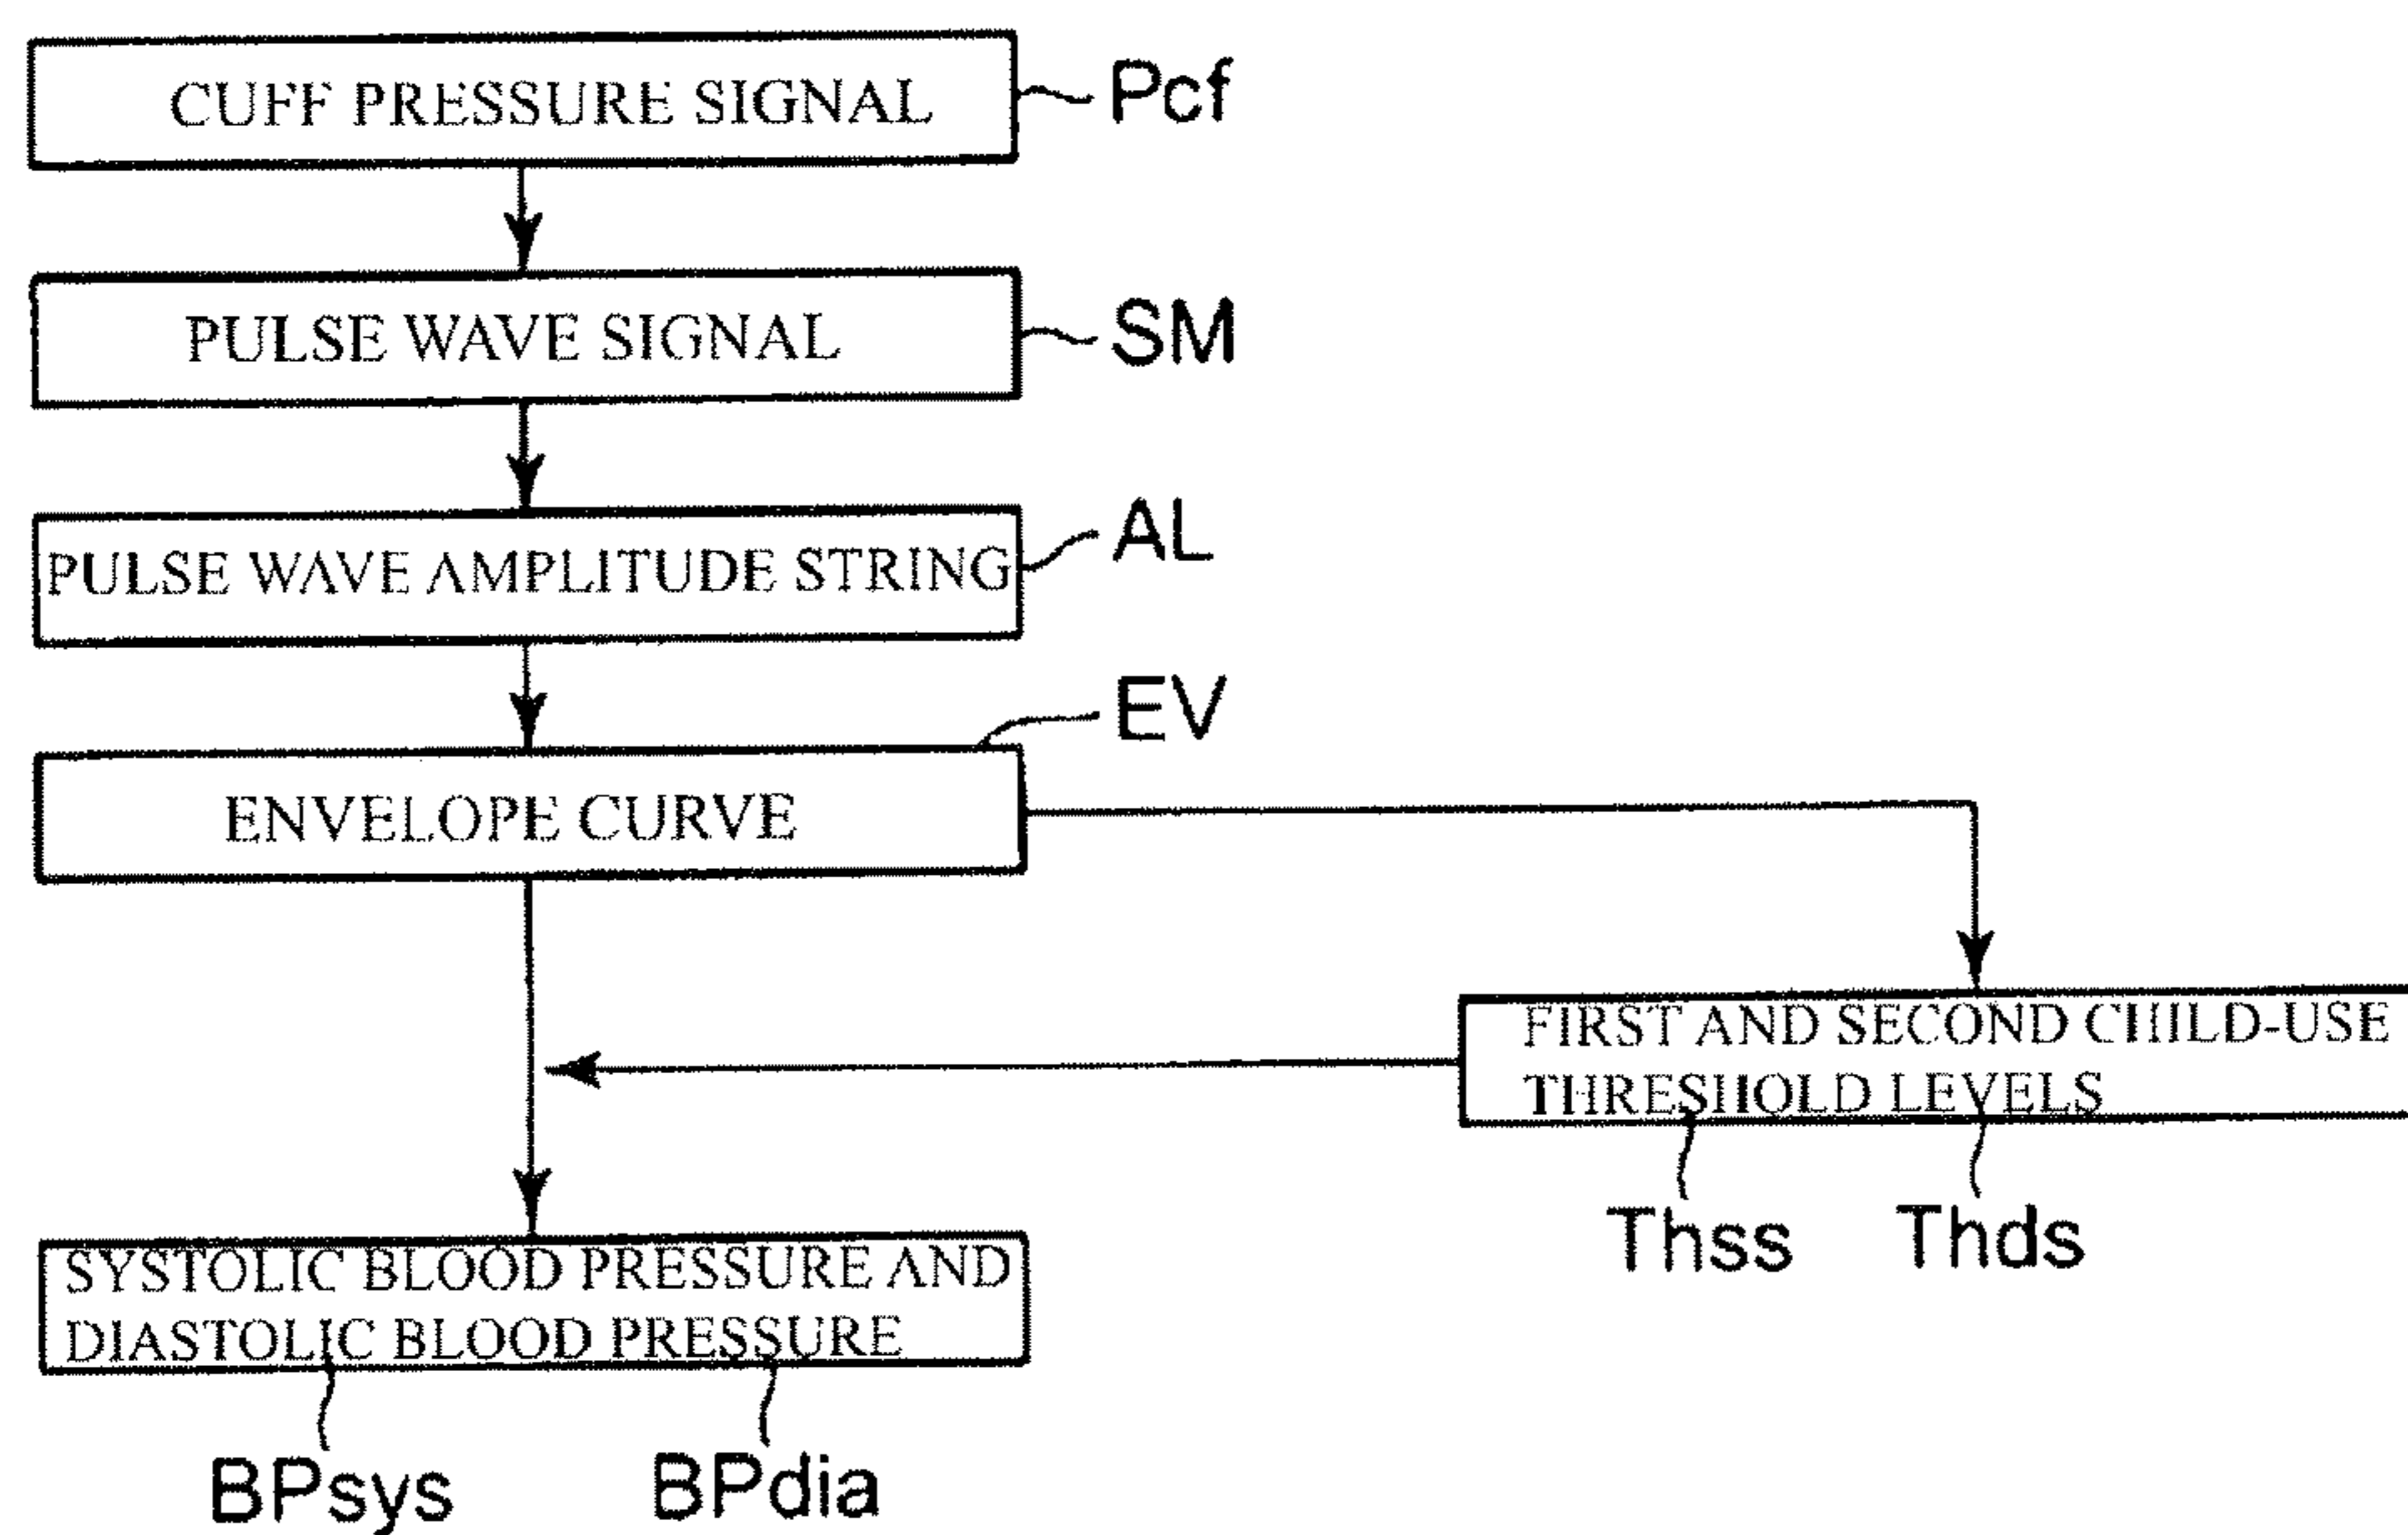 CUFF PRESSURE SIGNAL
Pcf
PULSE WAVE SIGNAL
SM
PULSE WAVE AMPLITUDE STRING
AL
EV
ENVELOPE CURVE
FIRST AND SECOND CHILD-USE
THRESHOLD LEVELS
Thss Thds
SYSTOLIC BLOOD PRESSURE AND
DIASTOLIC BLOOD PRESSURE
BPsys BPdia